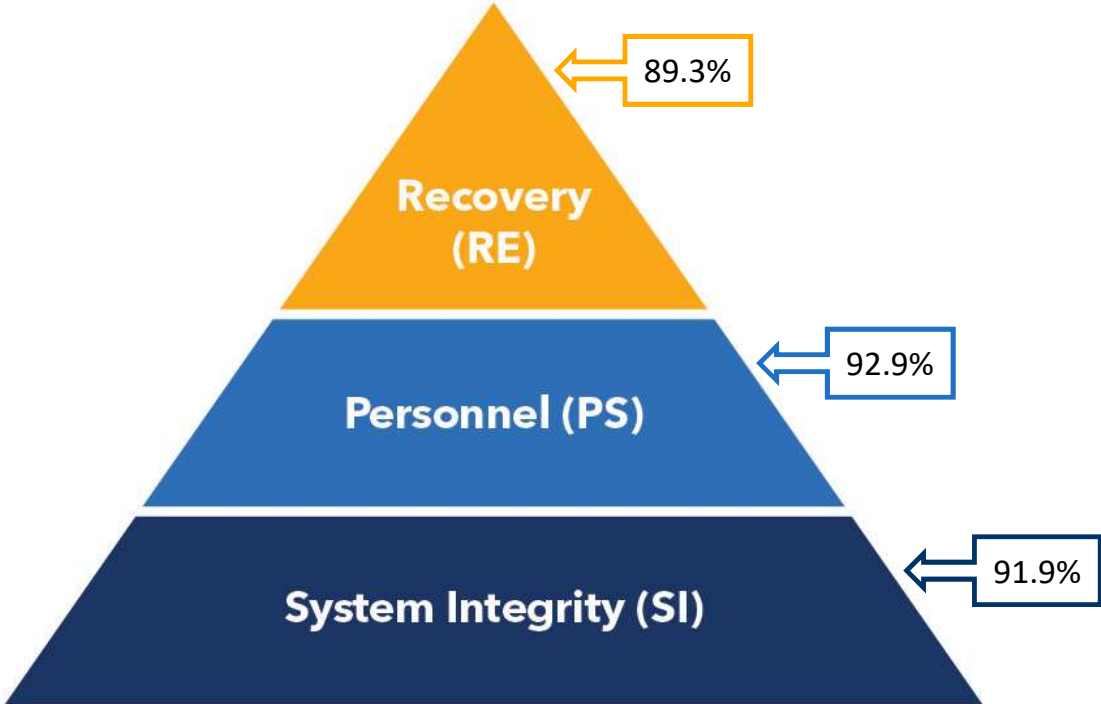 89.3%
Recovery
(RE)
92.9%
Personnel (PS)
91.9%
System Integrity (SI)